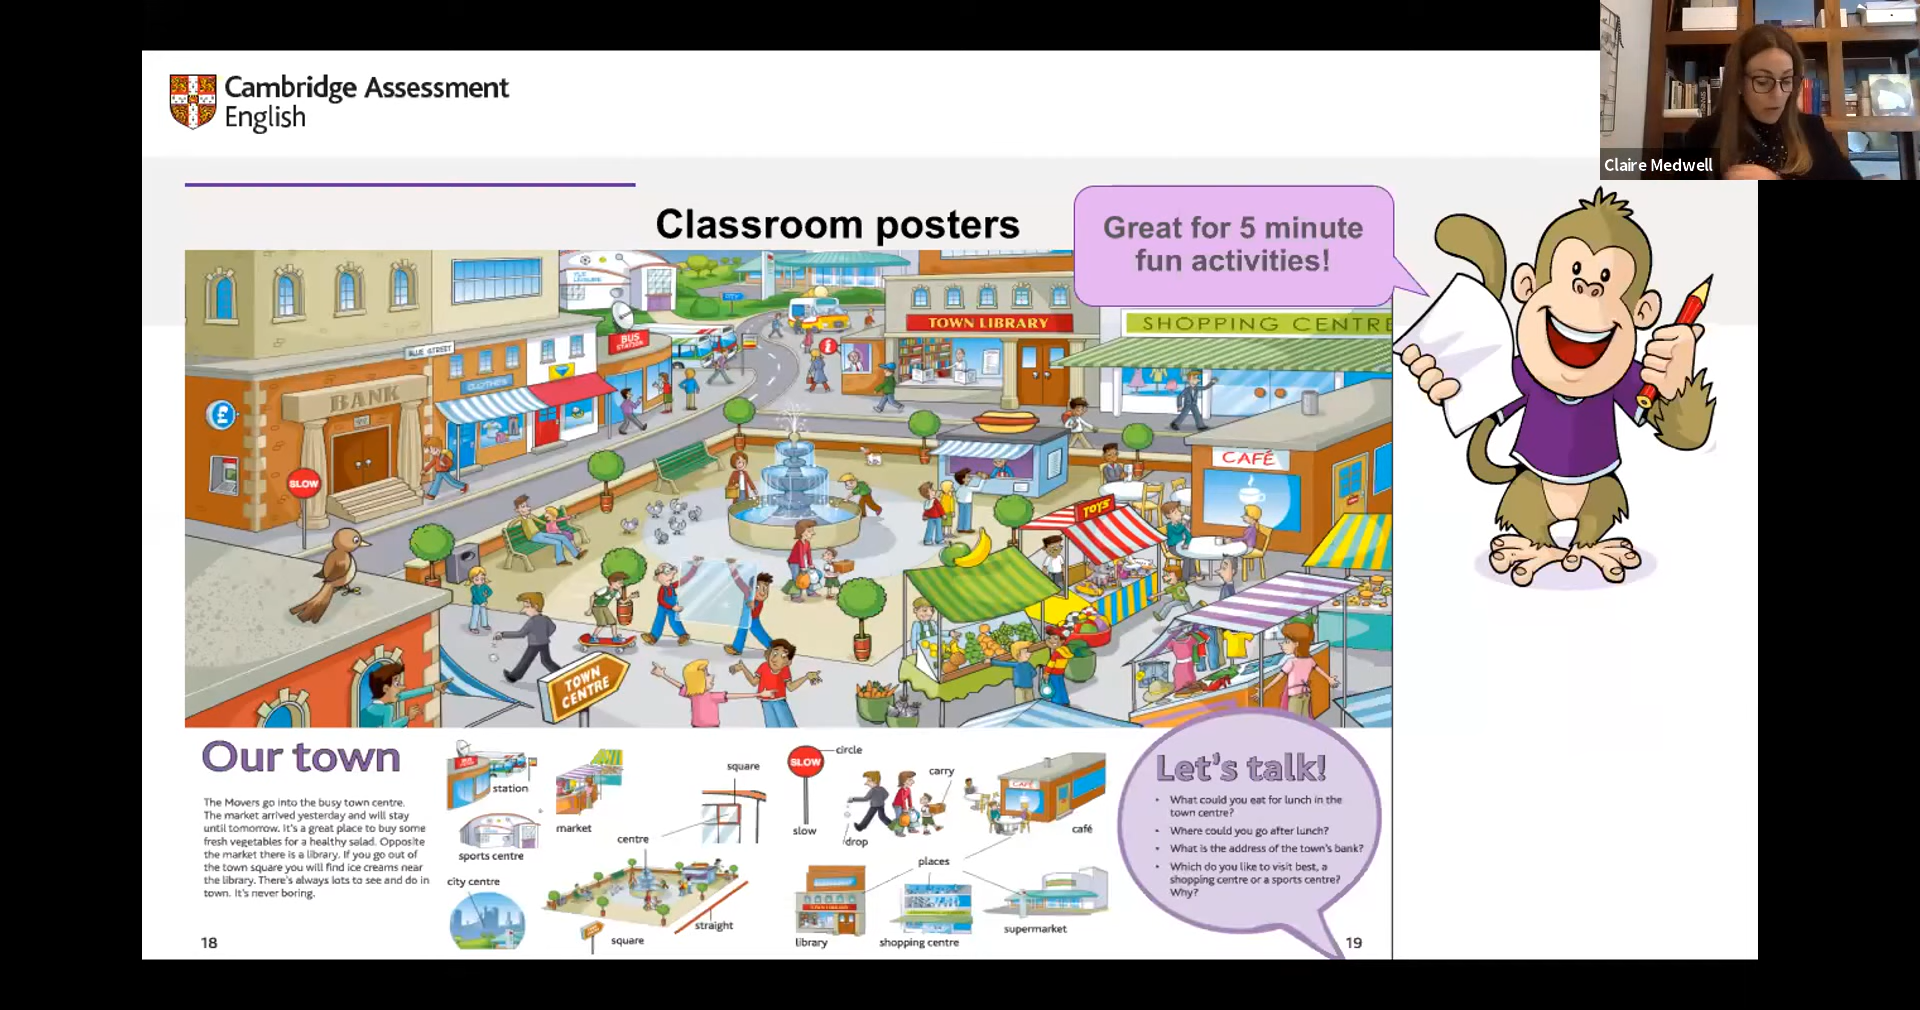 Cambridge Assessment
English
Claire Medwell
Classroom posters
Great for 5 minute
fun activities!
BLUE STREET
BANK
CLOTHES
BUS
STATION
TOWN LIBRARY
SHOPPING CENTRE
i
£
SLOW
CAFÉ
TOYS
TOWN
CENTRE
Our town
The Movers go into the busy town centre.
The market arrived yesterday and will stay
until tomorrow. It's a great place to buy some
fresh vegetables for a healthy salad. Opposite
the market there is a library. If you go out of
the town square you will find ice creams near
the library. There's always lots to see and do in
town. It's never boring.
18
station
market
sports centre
city centre
square
centre
straight
square
SLOW
circle
slow
carry
drop
CAFÉ
café
places
library
shopping centre
supermarket
Let's talk!
• What could you eat for lunch in the
town centre?
• Where could you go after lunch?
• What is the address of the town's bank?
• Which do you like to visit best, a
shopping centre or a sports centre?
Why?
19